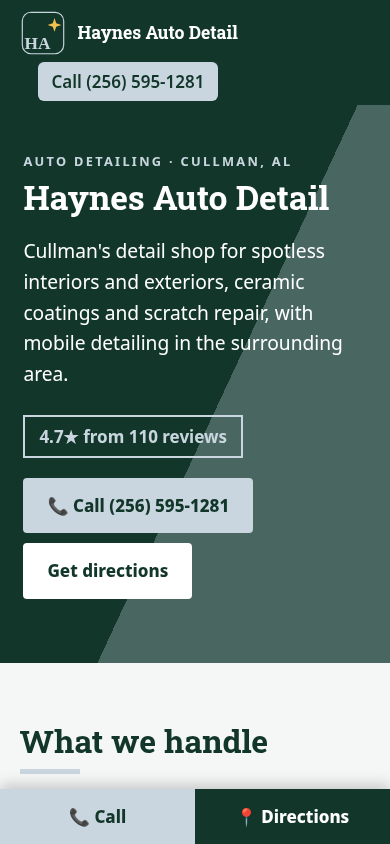 HA
Haynes Auto Detail
Call (256) 595-1281
AUTO DETAILING · CULLMAN, AL
Haynes Auto Detail
Cullman's detail shop for spotless
interiors and exteriors, ceramic
coatings and scratch repair, with
mobile detailing in the surrounding
area.
4.7★ from 110 reviews
📞 Call (256) 595-1281
Get directions
What we handle
📞 Call
📍 Directions